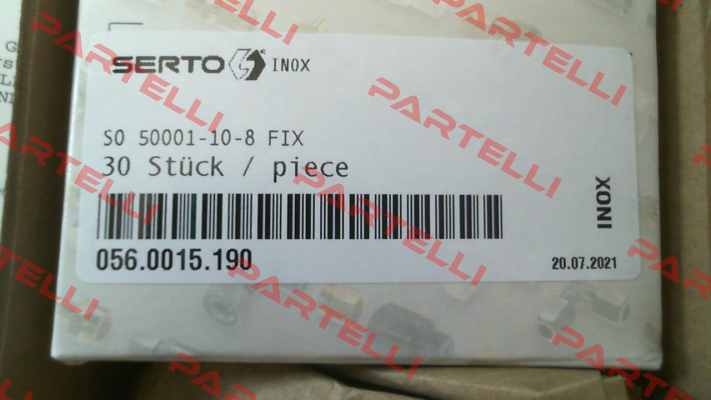 SERTO INOX
SO 50001-10-8 FIX
30 Stück / piece
INOX
056.0015.190
20.07.2021
PARTELLI
PARTELLI
PARTELLI
PARTELLI
PARTELLI
PARTELLI
PARTELLI